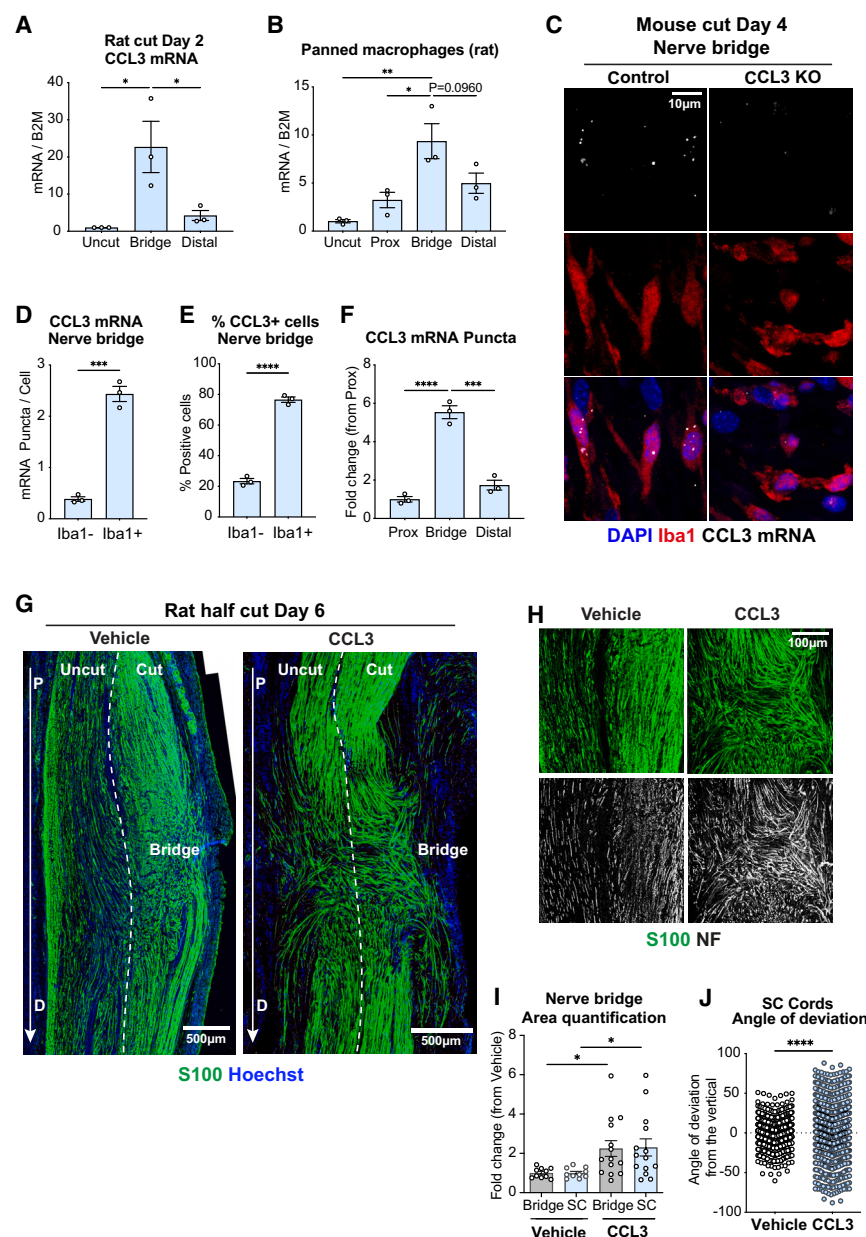 A
Rat cut Day 2
CCL3 mRNA
* *
mRNA / B2M
40
30
20
10
0
Uncut Bridge Distal
B
Panned macrophages (rat)
**
* P=0.0960
mRNA / B2M
15
10
5
0
Uncut Prox Bridge Distal
C
Mouse cut Day 4
Nerve bridge
Control CCL3 KO
10µm
DAPI Iba1 CCL3 mRNA
D
CCL3 mRNA
Nerve bridge
***
mRNA Puncta / Cell
3
2
1
0
Iba1- Iba1+
E
% CCL3+ cells
Nerve bridge
****
% Positive cells
100
80
60
40
20
0
Iba1- Iba1+
F
CCL3 mRNA Puncta
**** ***
Fold change (from Prox)
8
6
4
2
0
Prox Bridge Distal
G
Rat half cut Day 6
Vehicle CCL3
P Uncut Cut
Bridge
D
500µm
P Uncut Cut
Bridge
D
500µm
S100 Hoechst
H
Vehicle CCL3
100µm
S100 NF
I
Nerve bridge
Area quantification
*
*
Fold change (from Vehicle)
8
6
4
2
0
Bridge SC Bridge SC
Vehicle CCL3
J
SC Cords
Angle of deviation
****
Angle of deviation
from the vertical
100
50
0
-50
-100
Vehicle CCL3